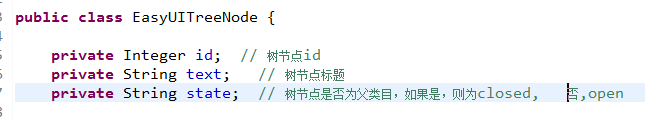 public class EasyUITreeNode {
private Integer id; // 树节点id
private String text; // 树节点标题
private String state; // 树节点是否为父类目，如果是，则为closed, 否,open